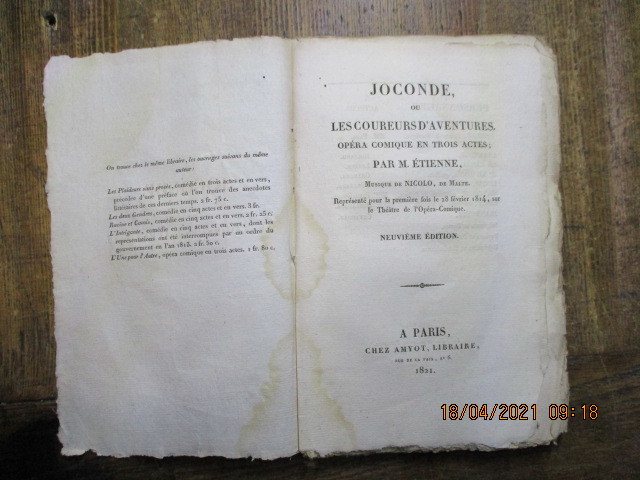 On trouve chez le même libraire, les ouvrages suivans du même
auteur:
Les Plaideurs sans procès, comédie en trois actes et en vers,
précédée d'une préface où l'on trouve des anecdotes
littéraires de ces derniers temps. 2 fr. 75 c.
Les deux Gendres, comédie en cinq actes et en vers. 3 fr.
Racine et Cavois, comédie en cinq actes et en vers. 2 fr. 25 c.
L'Intrigante, comédie en cinq actes et en vers, dont les
représentations ont été interrompues par un ordre du
gouvernement en l'an 1813. 2 fr. 50 c.
L'Un pour l'Autre, opéra comique en trois actes. 1 fr. 80 c.
JOCONDE,
OU
LES COUREURS D'AVENTURES.
OPÉRA COMIQUE EN TROIS ACTES;
PAR M. ÉTIENNE,
MUSIQUE DE NICOLO, DE MALTE.
Représenté pour la première fois le 28 février 1814, sur
le Théâtre de l'Opéra-Comique.
NEUVIÈME ÉDITION.
A PARIS,
CHEZ AMYOT, LIBRAIRE,
RUE DE LA PAIX, N° 6.
1821.
18/04/2021 09:18